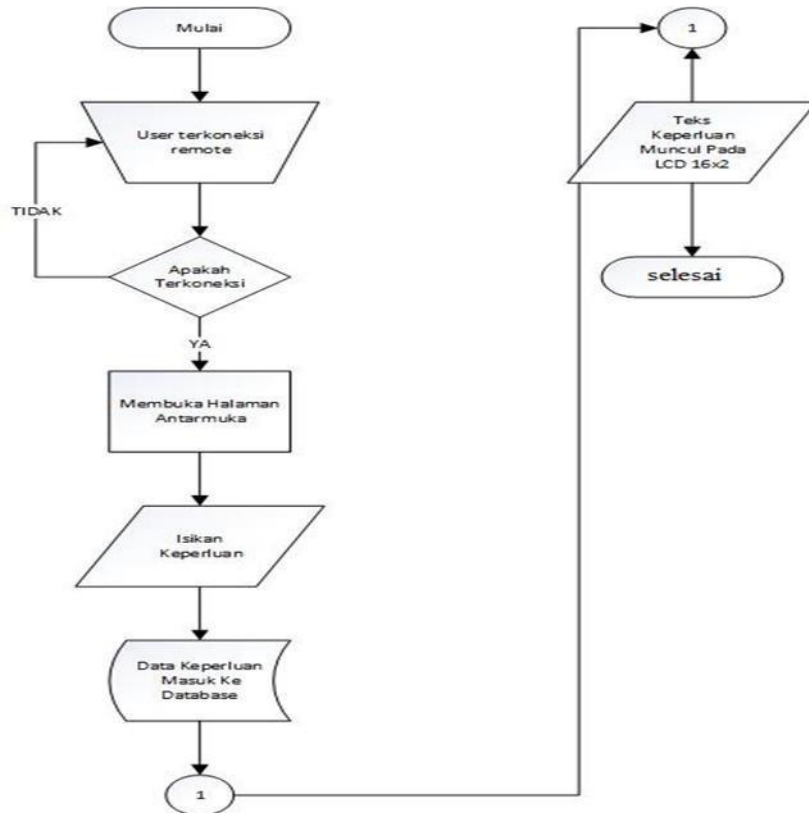 Mulai
User terkoneksi
remote
TIDAK
Apakah
Terkoneksi
YA
Membuka Halaman
Antarmuka
Isikan
Keperluan
Data Keperluan
Masuk Ke
Database
1
1
Teks
Keperluan
Muncul Pada
LCD 16x2
selesai